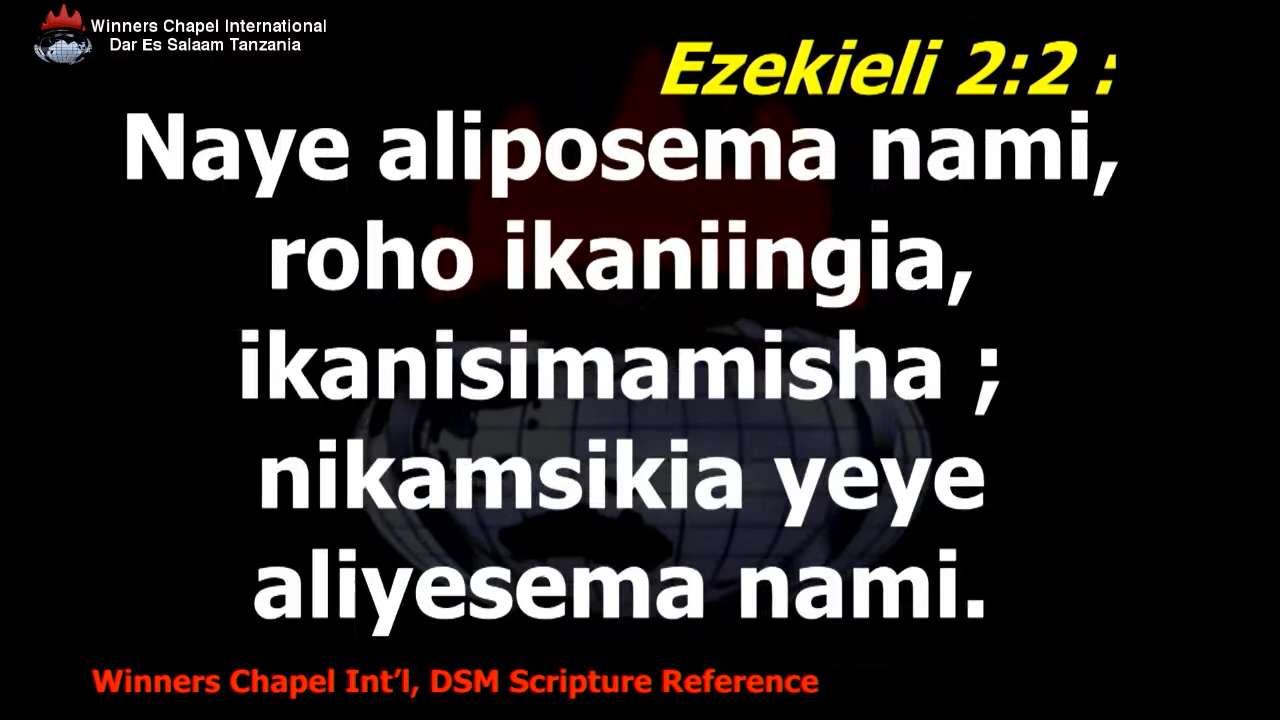 Winners Chapel International
Dar Es Salaam Tanzania
Ezekieli 2:2 :
Naye aliposema nami,
roho ikaniingia,
ikanisimamisha ;
nikamsikia yeye
aliyesema nami.
Winners Chapel Int’l, DSM Scripture Reference